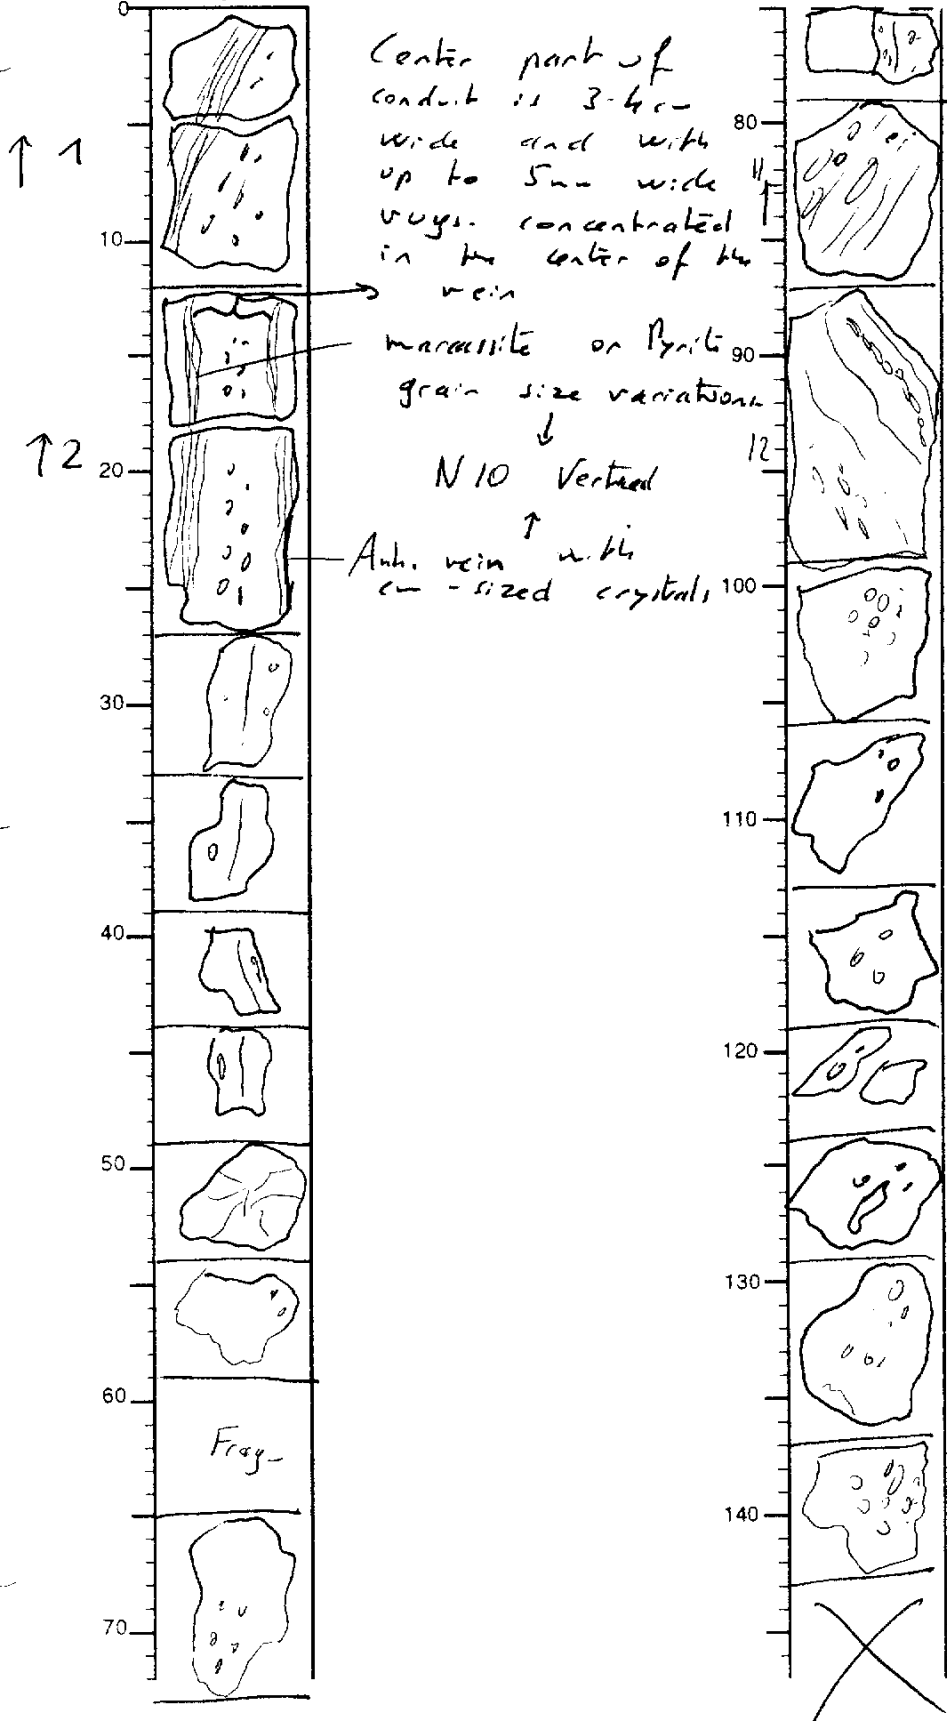 0
10
20
30
40
50
60
70
↑ 1
↑2
Center part of
conduit is 3-4cm
wide and with
up to 5mm wide
vugs. concentrated
in the center of the
vein
marcassite or Pyrite
grain size variations
↓
N 10 Vertical
↑
Anh. vein with
cm-sized crystals
Frag-
80
90
100
110
120
130
140
11
↑
12